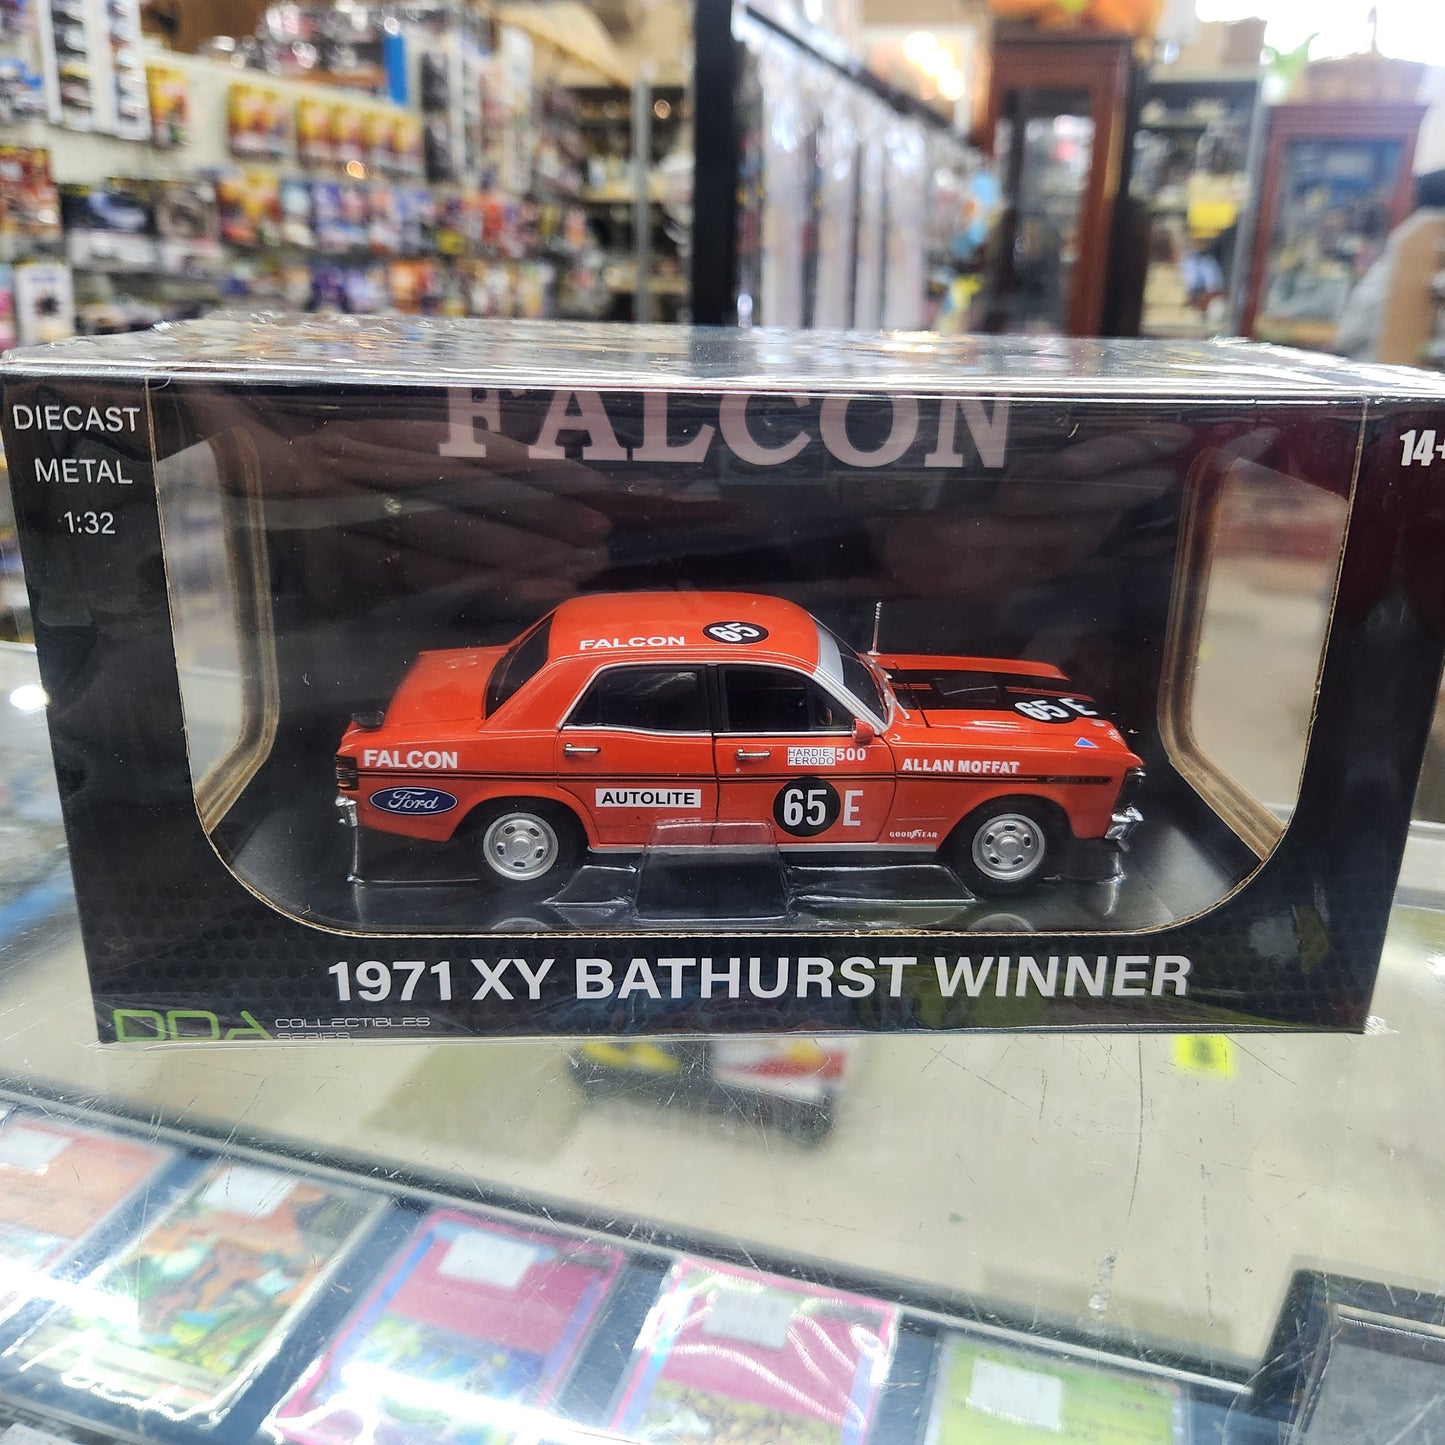 DIECAST
METAL
1:32
FALCON
14+
FALCON 65
65 E
FALCON
Ford
AUTOLITE
HARDIE-
FERODO 500
ALLAN MOFFAT
65 E
GOODYEAR
1971 XY BATHURST WINNER
DDA COLLECTIBLES
SERIES